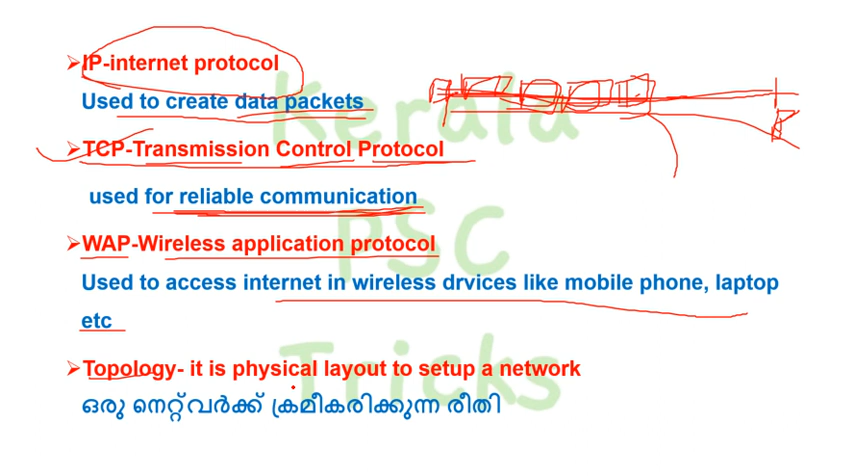 ➢IP-internet protocol
Used to create data packets
➢TCP-Transmission Control Protocol
used for reliable communication
➢WAP-Wireless application protocol
Used to access internet in wireless drvices like mobile phone, laptop
etc
➢Topology- it is physical layout to setup a network
ഒരു നെറ്റ്‌വർക്ക് ക്രമീകരിക്കുന്ന രീതി
Kerala
PSC
Tricks